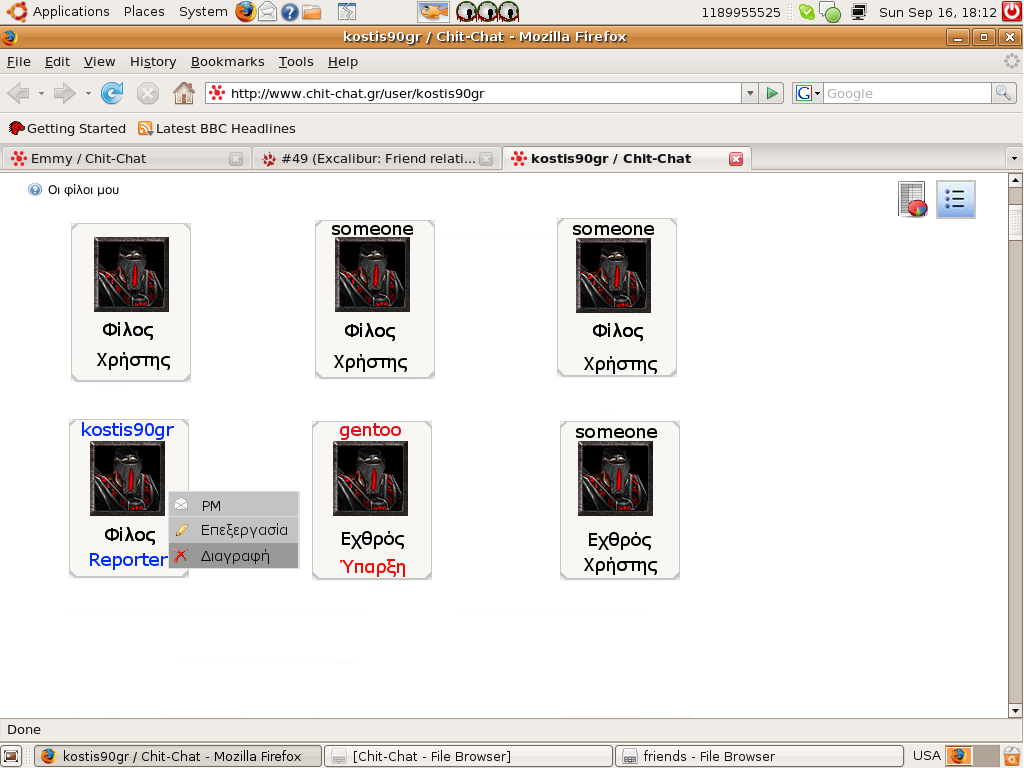 Applications Places System 1189955525 Sun Sep 16, 18:12
kostis90gr / Chit-Chat - Mozilla Firefox
File Edit View History Bookmarks Tools Help
http://www.chit-chat.gr/user/kostis90gr G Google
Getting Started Latest BBC Headlines
Emmy / Chit-Chat #49 (Excalibur: Friend relati... kostis90gr / Chit-Chat
Οι φίλοι μου
someone someone
Φίλος Φίλος Φίλος
Χρήστης Χρήστης Χρήστης
kostis90gr gentoo someone
PM
Επεξεργασία
Φίλος Εχθρός Εχθρός
Reporter Ύπαρξη Χρήστης
Διαγραφή
Done
kostis90gr / Chit-Chat - Mozilla Firefox [Chit-Chat - File Browser] friends - File Browser USA